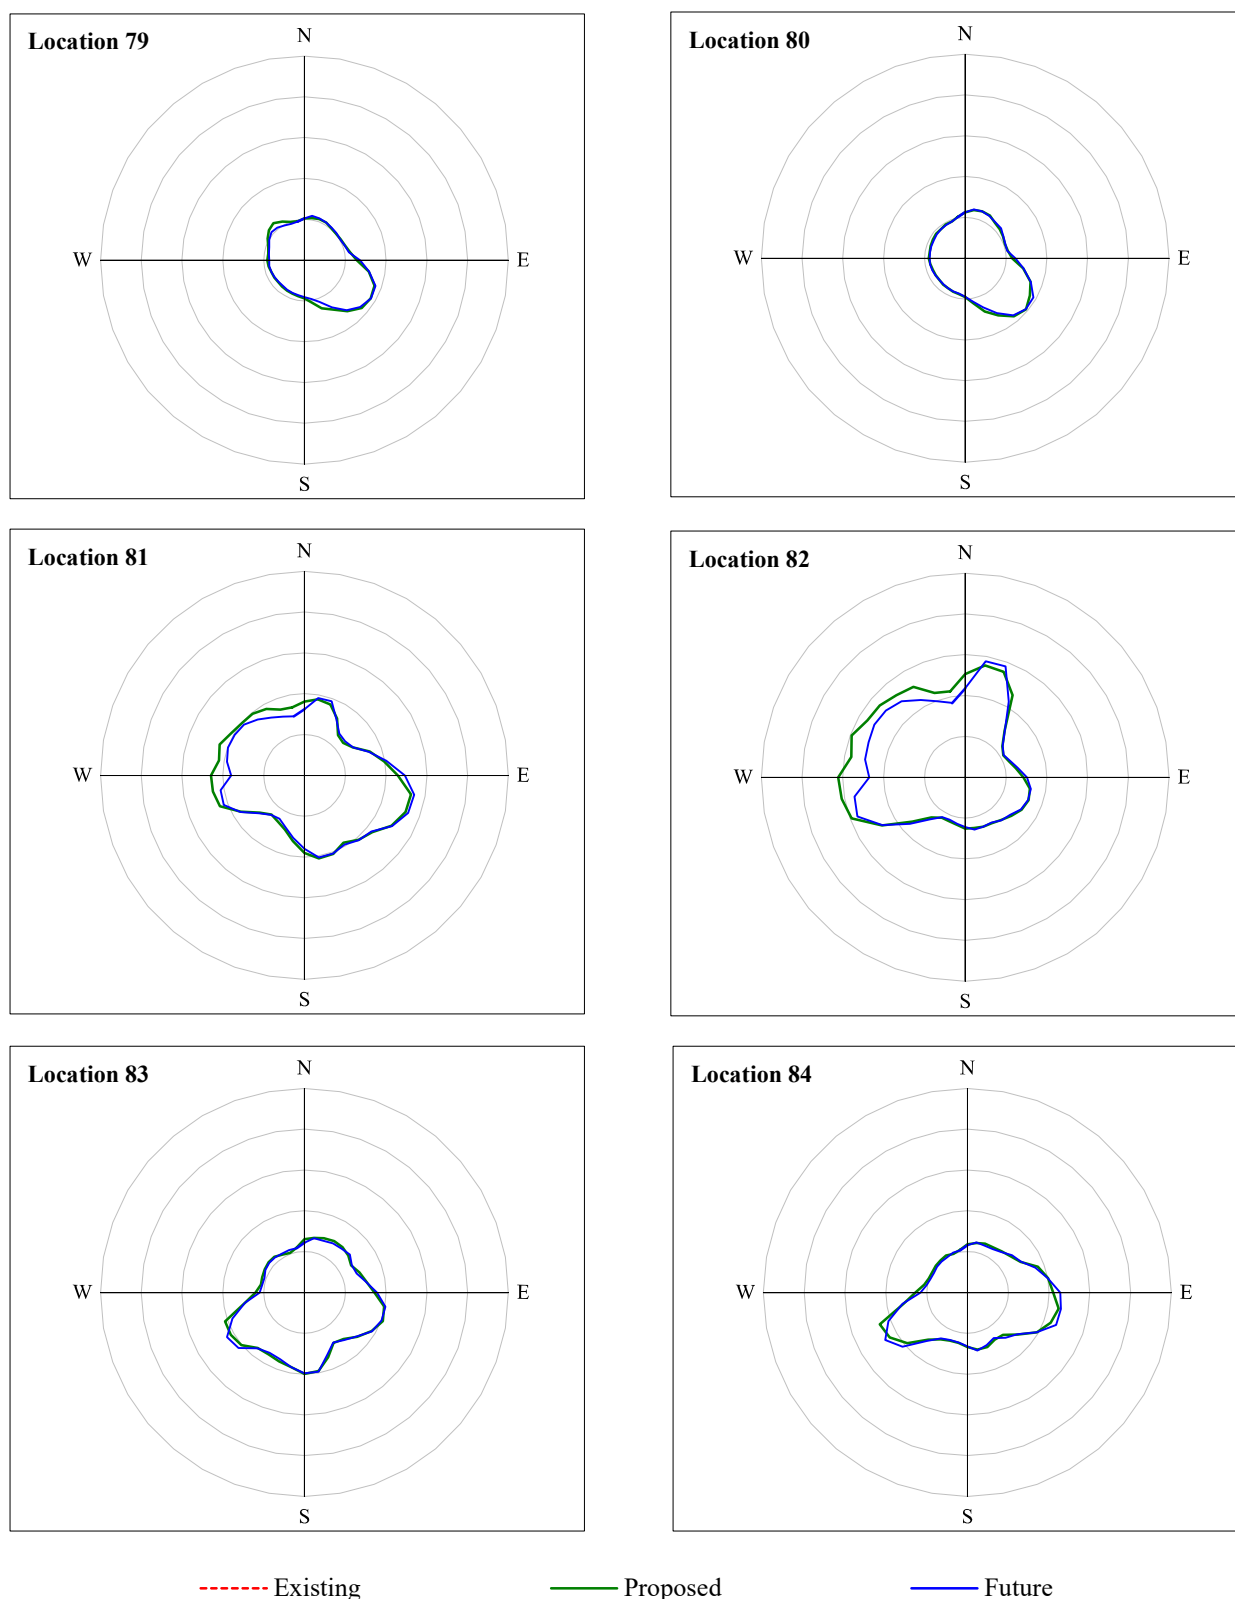 Location 79
N
W
E
S
Location 80
N
W
E
S
Location 81
N
W
E
S
Location 82
N
W
E
S
Location 83
N
W
E
S
Location 84
N
W
E
S
Existing
Proposed
Future